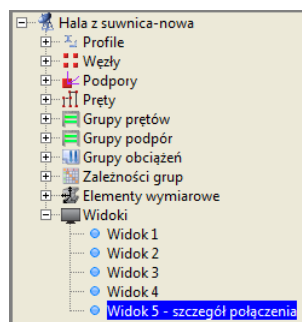 Hala z suwnica-nowa
Profile
Węzły
Podpory
Pręty
Grupy prętów
Grupy podpór
Grupy obciążeń
Zależności grup
Elementy wymiarowe
Widoki
Widok 1
Widok 2
Widok 3
Widok 4
Widok 5 - szczegół połączenia